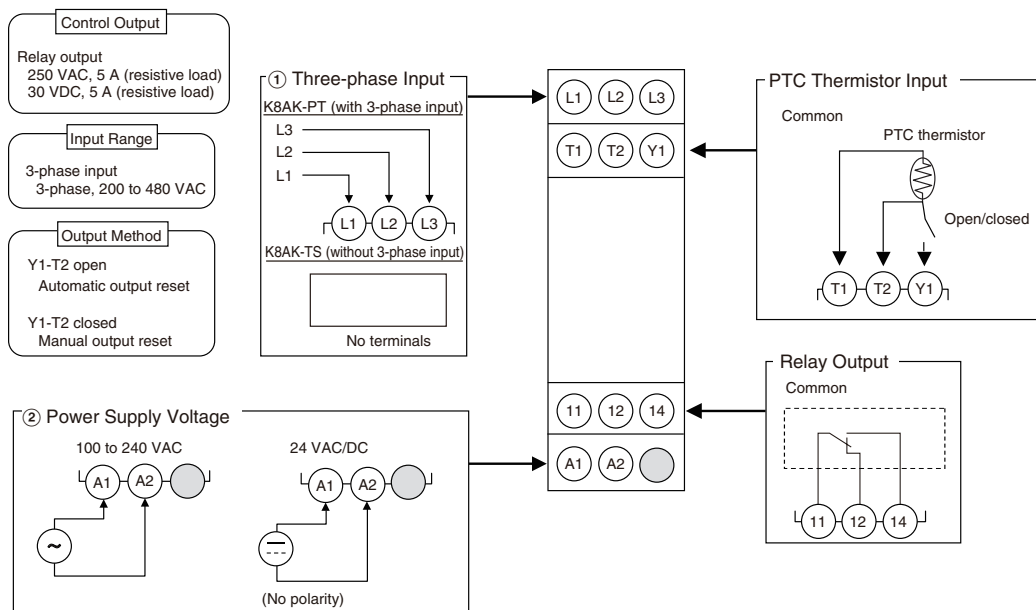 Control Output
Relay output
250 VAC, 5 A (resistive load)
30 VDC, 5 A (resistive load)
Input Range
3-phase input
3-phase, 200 to 480 VAC
Output Method
Y1-T2 open
Automatic output reset
Y1-T2 closed
Manual output reset
① Three-phase Input
K8AK-PT (with 3-phase input)
L3
L2
L1
L1 L2 L3
K8AK-TS (without 3-phase input)
No terminals
L1 L2 L3
T1 T2 Y1
11 12 14
A1 A2
PTC Thermistor Input
Common
PTC thermistor
Open/closed
T1 T2 Y1
Relay Output
Common
11 12 14
② Power Supply Voltage
100 to 240 VAC
A1 A2
~
24 VAC/DC
A1 A2
(No polarity)